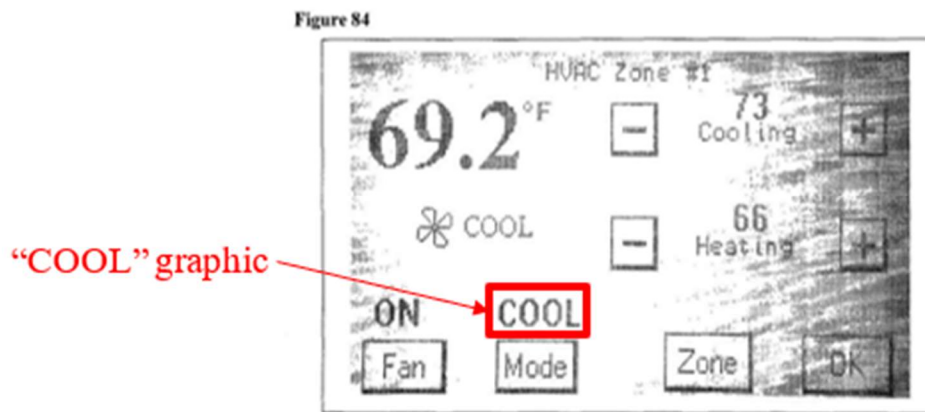 Figure 84
HVAC Zone #1
69.2°F
−
73
Cooling
+
COOL
−
66
Heating
+
“COOL” graphic
ON
COOL
Fan
Mode
Zone
OK